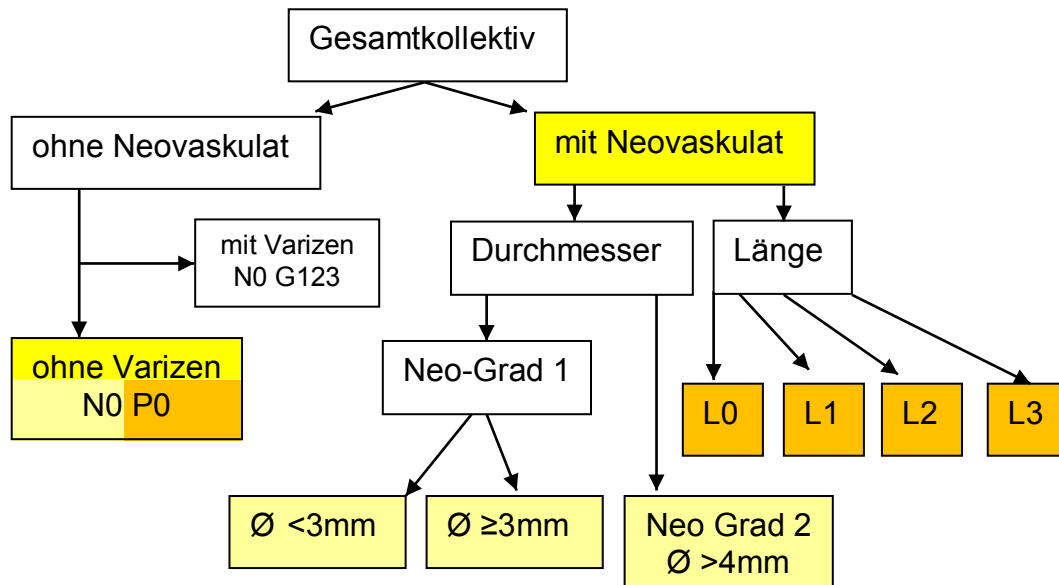 Gesamtkollektiv
ohne Neovaskulat
mit Neovaskulat
mit Varizen
N0 G123
Durchmesser
Länge
ohne Varizen
N0 P0
Neo-Grad 1
L0
L1
L2
L3
Ø <3mm
Ø ≥3mm
Neo Grad 2
Ø >4mm